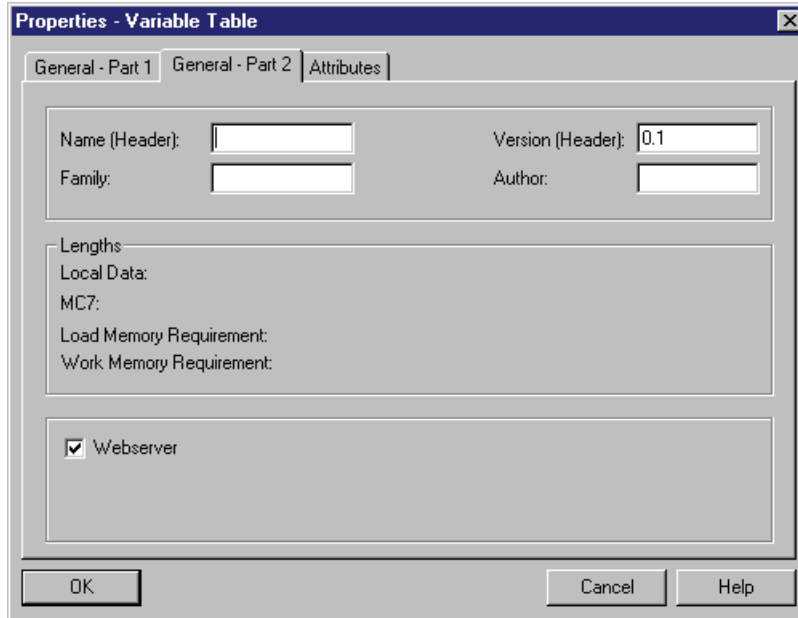 Properties - Variable Table
General - Part 1 General - Part 2 Attributes
Name (Header): Version (Header): 0.1
Family: Author:
Lengths
Local Data:
MC7:
Load Memory Requirement:
Work Memory Requirement:
Webserver
OK Cancel Help